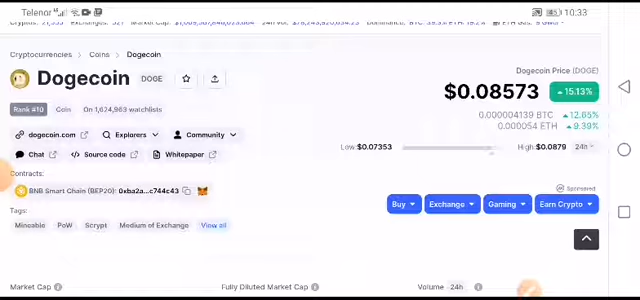 Telenor 10:33
Cryptocurrencies > Coins > Dogecoin
Dogecoin DOGE
Rank #10 Coin On 1,624,963 watchlists
dogecoin.com Explorers Community
Chat Source code Whitepaper
Contracts:
BNB Smart Chain (BEP20): 0xba2a...c744c43
Tags:
Mineable PoW Scrypt Medium of Exchange View all
Dogecoin Price (DOGE)
$0.08573 15.13%
0.000004139 BTC 12.65%
0.000054 ETH 9.39%
Low: $0.07353 High: $0.0879 24h
Sponsored
Buy Exchange Gaming Earn Crypto
Market Cap Fully Diluted Market Cap Volume 24h